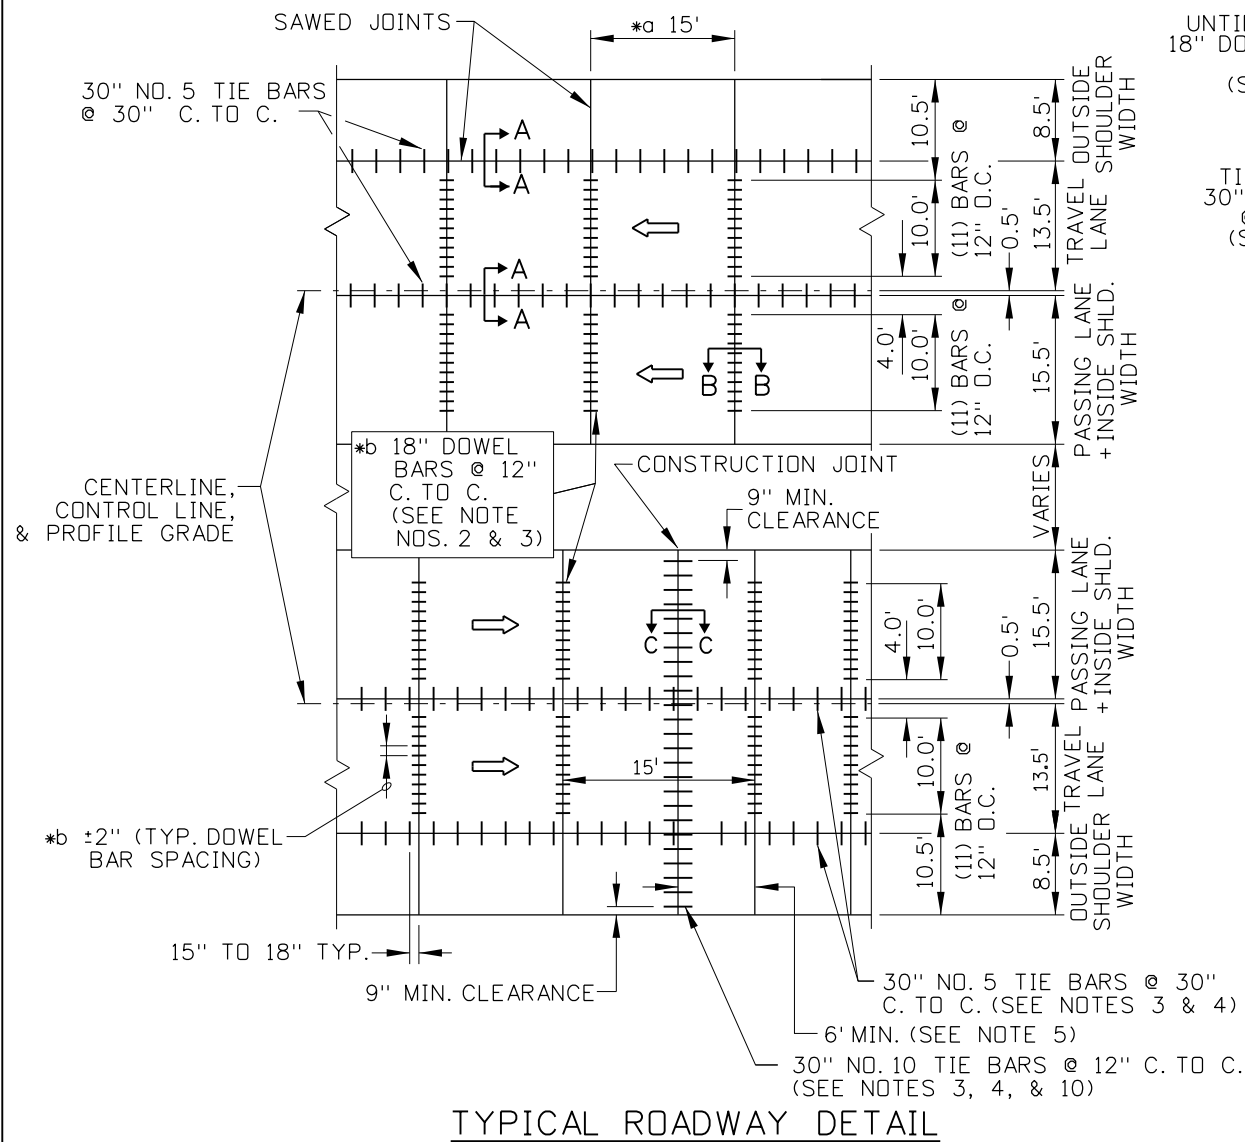 SAWED JOINTS
*a 15'
UNTI
18" DO
(S
30" NO. 5 TIE BARS
@ 30" C. TO C.
A
A
A
A
10.5'
8.5'
OUTSIDE
SHOULDER
WIDTH
TI
30"
10.0'
(11) BARS @
12" O.C.
0.5'
13.5'
TRAVEL
LANE
4.0'
10.0'
(11) BARS @
12" O.C.
15.5'
PASSING LANE
+INSIDE SHLD.
WIDTH
B
B
*b 18" DOWEL
BARS @ 12"
C. TO C.
(SEE NOTE
NOS. 2 & 3)
CONSTRUCTION JOINT
9" MIN.
CLEARANCE
VARIES
CENTERLINE,
CONTROL LINE,
& PROFILE GRADE
C
C
4.0'
10.0'
0.5'
15.5'
PASSING LANE
+INSIDE SHLD.
WIDTH
15'
10.0'
(11) BARS @
12" O.C.
13.5'
TRAVEL
LANE
*b ±2" (TYP. DOWEL
BAR SPACING)
10.5'
8.5'
OUTSIDE
SHOULDER
WIDTH
15" TO 18" TYP.
9" MIN. CLEARANCE
30" NO. 5 TIE BARS @ 30"
C. TO C. (SEE NOTES 3 & 4)
6' MIN. (SEE NOTE 5)
30" NO. 10 TIE BARS @ 12" C. TO C.
(SEE NOTES 3, 4, & 10)
TYPICAL ROADWAY DETAIL